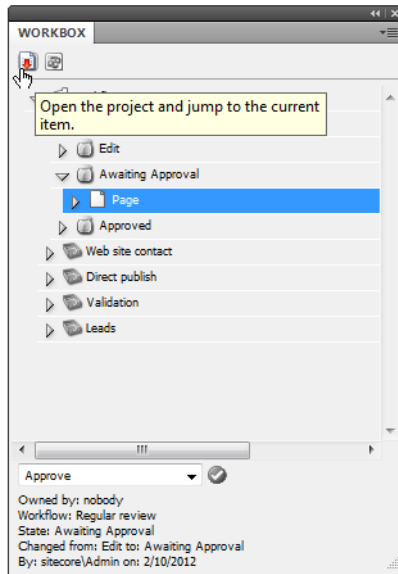 WORKBOX
Open the project and jump to the current
item.
Edit
Awaiting Approval
Page
Approved
Web site contact
Direct publish
Validation
Leads
Approve
Owned by: nobody
Workflow: Regular review
State: Awaiting Approval
Changed from: Edit to: Awaiting Approval
By: sitecore\Admin on: 2/10/2012